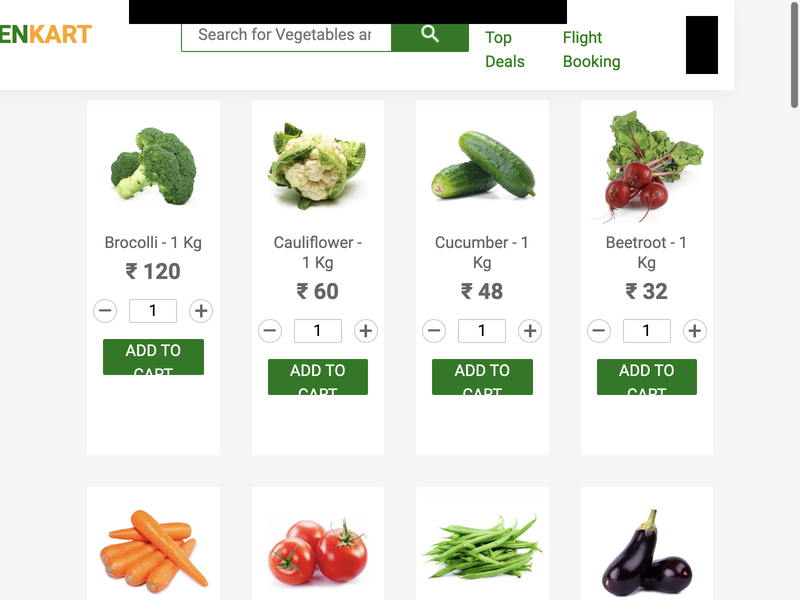 ENKART
Search for Vegetables ar
Top
Deals
Flight
Booking
Brocolli - 1 Kg
₹ 120
1
ADD TO
CART
Cauliflower -
1 Kg
₹ 60
1
ADD TO
CART
Cucumber - 1
Kg
₹ 48
1
ADD TO
CART
Beetroot - 1
Kg
₹ 32
1
ADD TO
CART